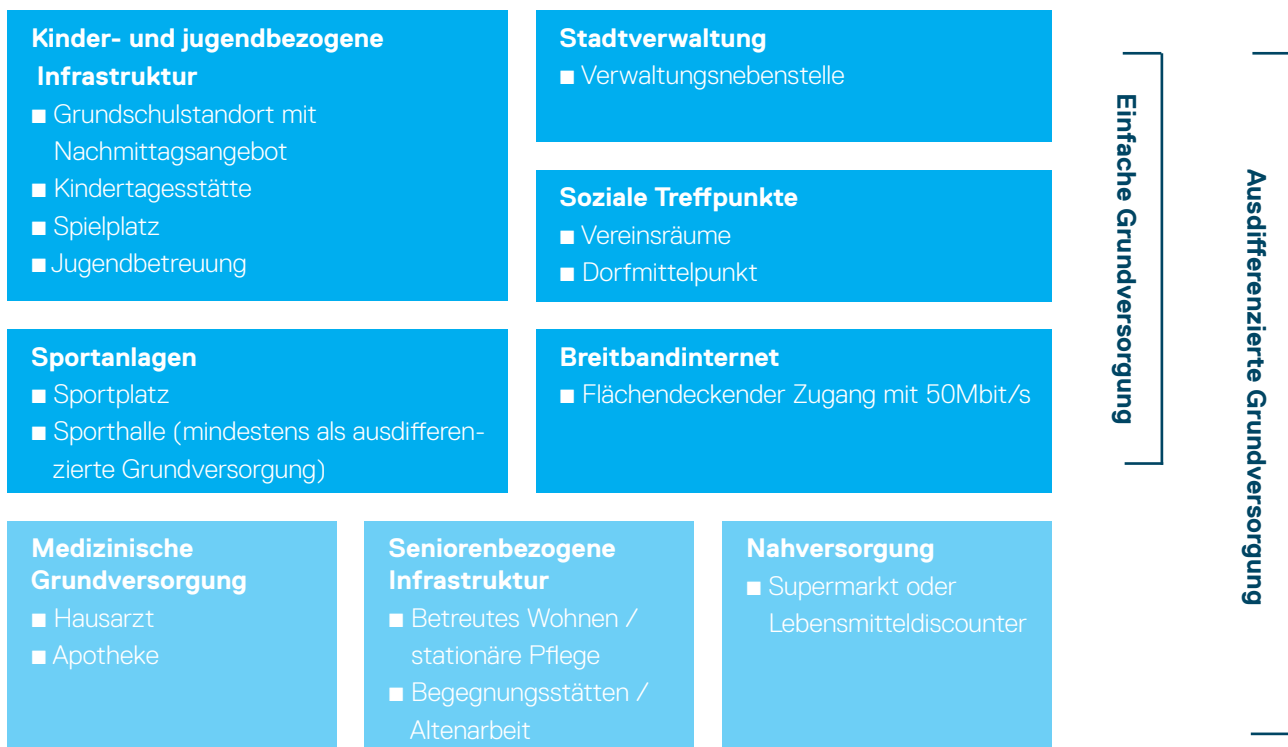 Kinder- und jugendbezogene
Infrastruktur
■ Grundschulstandort mit
Nachmittagsangebot
■ Kindertagesstätte
■ Spielplatz
■ Jugendbetreuung
Stadtverwaltung
■ Verwaltungsnebenstelle
Soziale Treffpunkte
■ Vereinsräume
■ Dorfmittelpunkt
Sportanlagen
■ Sportplatz
■ Sporthalle (mindestens als ausdifferen-
zierte Grundversorgung)
Breitbandinternet
■ Flächendeckender Zugang mit 50Mbit/s
Medizinische
Grundversorgung
■ Hausarzt
■ Apotheke
Seniorenbezogene
Infrastruktur
■ Betreutes Wohnen /
stationäre Pflege
■ Begegnungsstätten /
Altenarbeit
Nahversorgung
■ Supermarkt oder
Lebensmitteldiscounter
Einfache Grundversorgung
Ausdifferenzierte Grundversorgung